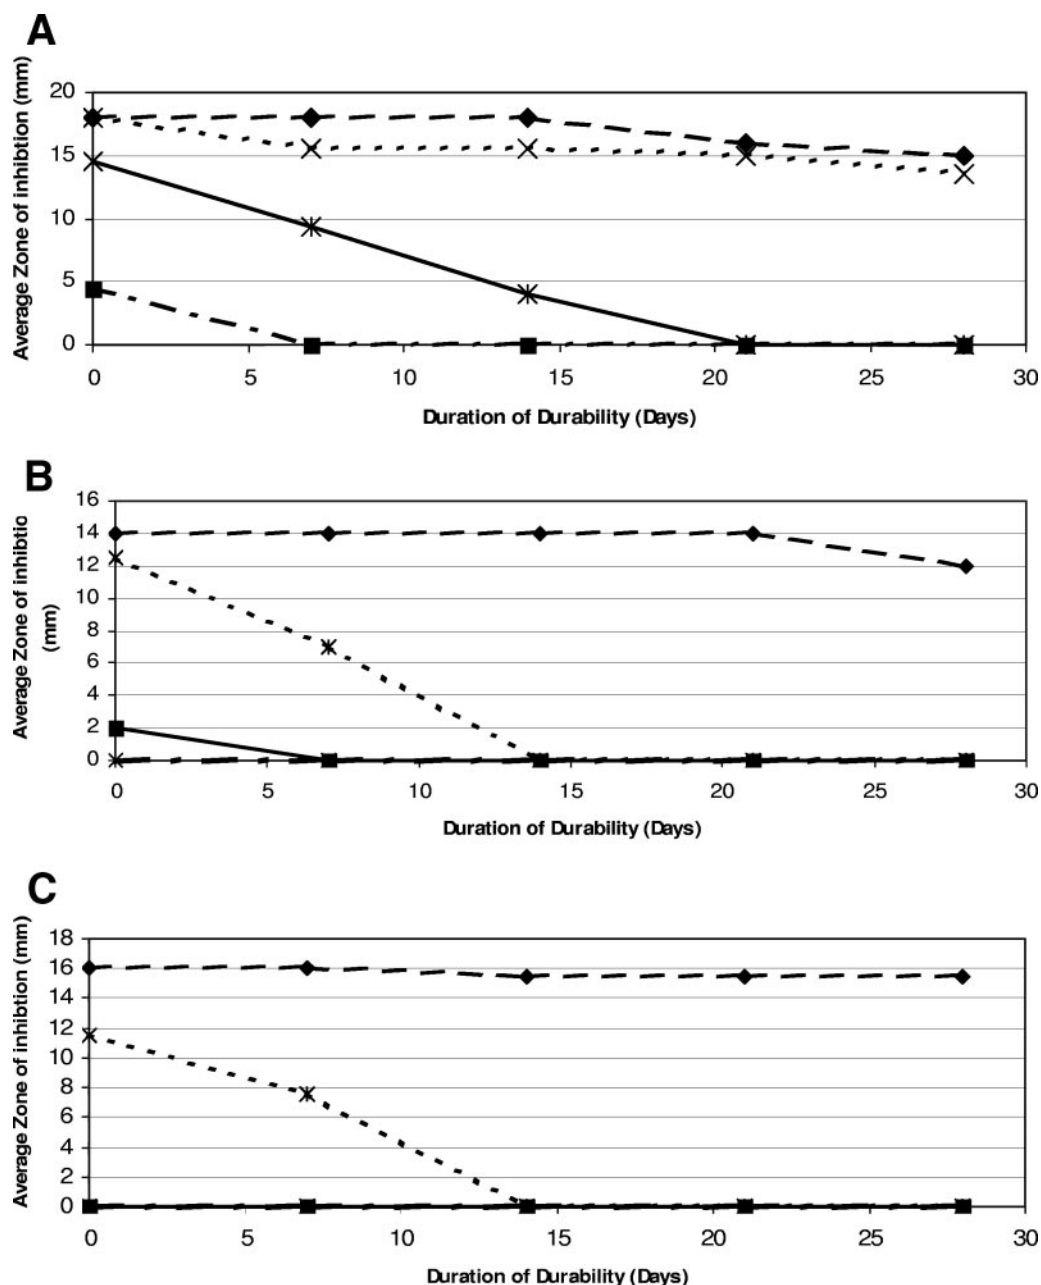 A
Average Zone of inhibtion (mm)
20
15
10
5
0
0 5 10 15 20 25 30
Duration of Durability (Days)
B
Average Zone of inhibtio
(mm)
16
14
12
10
8
6
4
2
0
0 5 10 15 20 25 30
Duration of Durability (Days)
C
Average Zone of inhibtion (mm)
18
16
14
12
10
8
6
4
2
0
0 5 10 15 20 25 30
Duration of Durability (Days)